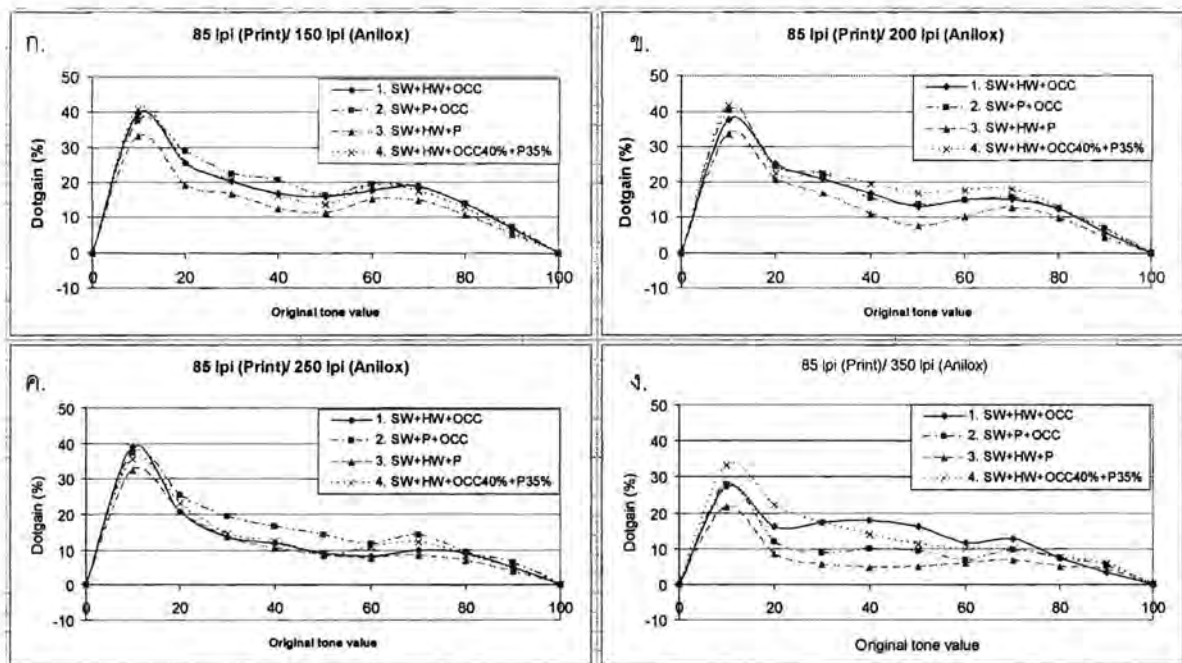 ก.
85 lpi (Print)/ 150 lpi (Anilox)
Dotgain (%)
50
40
30
20
10
0
-10
1. SW+HW+OCC
2. SW+P+OCC
3. SW+HW+P
4. SW+HW+OCC40%+P35%
0 20 40 60 80 100
Original tone value
ข.
85 lpi (Print)/ 200 lpi (Anilox)
Dotgain (%)
50
40
30
20
10
0
-10
1. SW+HW+OCC
2. SW+P+OCC
3. SW+HW+P
4. SW+HW+OCC40%+P35%
0 20 40 60 80 100
Original tone value
ค.
85 lpi (Print)/ 250 lpi (Anilox)
Dotgain (%)
50
40
30
20
10
0
-10
1. SW+HW+OCC
2. SW+P+OCC
3. SW+HW+P
4. SW+HW+OCC40%+P35%
0 20 40 60 80 100
Original tone value
ง.
85 lpi (Print)/ 350 lpi (Anilox)
Dotgain (%)
50
40
30
20
10
0
-10
1. SW+HW+OCC
2. SW+P+OCC
3. SW+HW+P
4. SW+HW+OCC40%+P35%
0 20 40 60 80 100
Original tone value